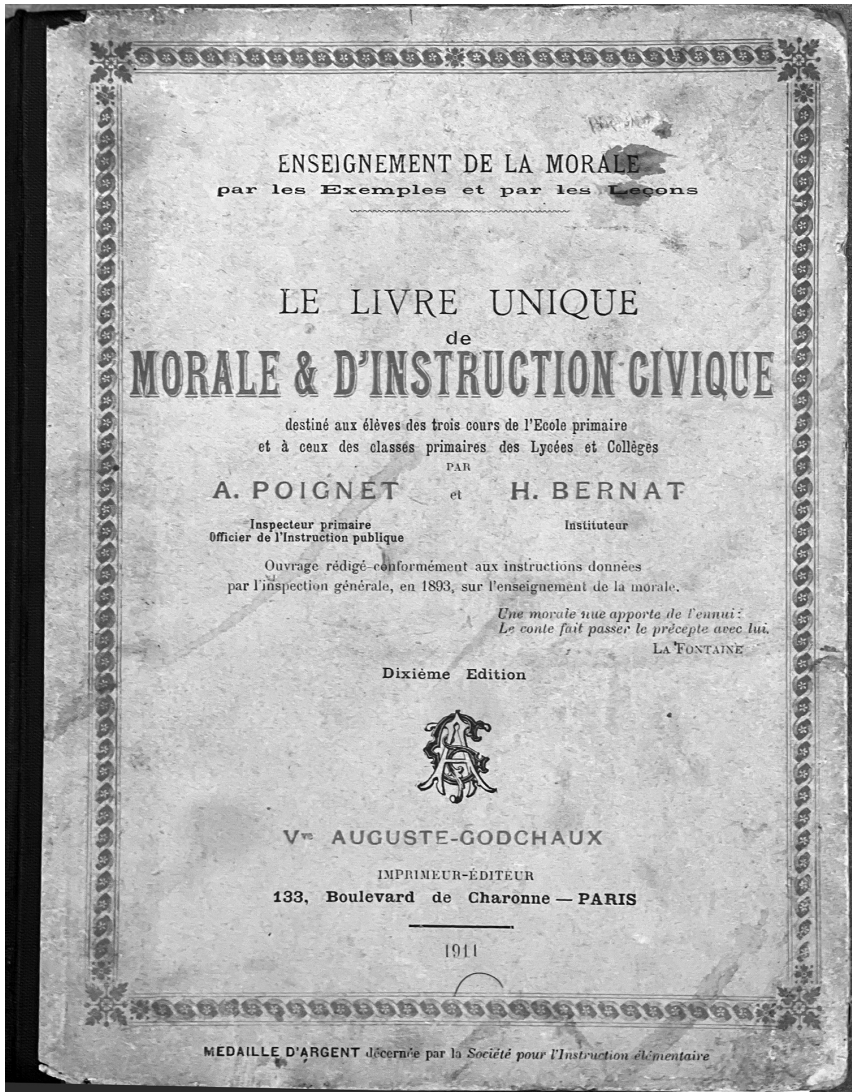 ENSEIGNEMENT DE LA MORALE
par les Exemples et par les Leçons
LE LIVRE UNIQUE
de
MORALE & D'INSTRUCTION CIVIQUE
destiné aux élèves des trois cours de l'Ecole primaire
et à ceux des classes primaires des Lycées et Collèges
PAR
A. POIGNET et H. BERNAT
Inspecteur primaire Instituteur
Officier de l'Instruction publique
Ouvrage rédigé conformément aux instructions données
par l'inspection générale, en 1893, sur l'enseignement de la morale.
Une morale nue apporte de l'ennui :
Le conte fait passer le précepte avec lui.
LA FONTAINE
Dixième Edition
Vve AUGUSTE-GODCHAUX
IMPRIMEUR-ÉDITEUR
133, Boulevard de Charonne — PARIS
1911
MEDAILLE D'ARGENT décernée par la Société pour l'Instruction élémentaire